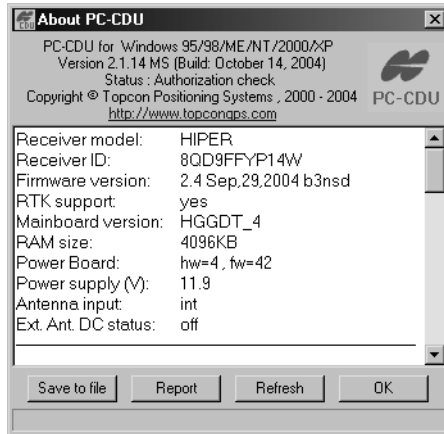 About PC-CDU
PC-CDU for Windows 95/98/ME/NT/2000/XP
Version 2.1.14 MS (Build: October 14, 2004)
Status : Authorization check
Copyright © Topcon Positioning Systems , 2000 - 2004
http://www.topcongps.com
PC-CDU
Receiver model: HIPER
Receiver ID: 8QD9FFYP14W
Firmware version: 2.4 Sep,29,2004 b3nsd
RTK support: yes
Mainboard version: HGGDT_4
RAM size: 4096KB
Power Board: hw=4 , fw=42
Power supply (V): 11.9
Antenna input: int
Ext. Ant. DC status: off
Save to file Report Refresh OK